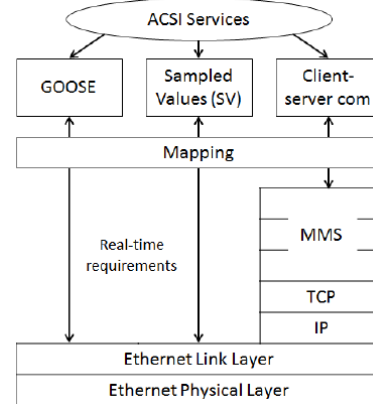 ACSI Services
GOOSE
Sampled
Values (SV)
Client-
server com
Mapping
Real-time
requirements
MMS
TCP
IP
Ethernet Link Layer
Ethernet Physical Layer